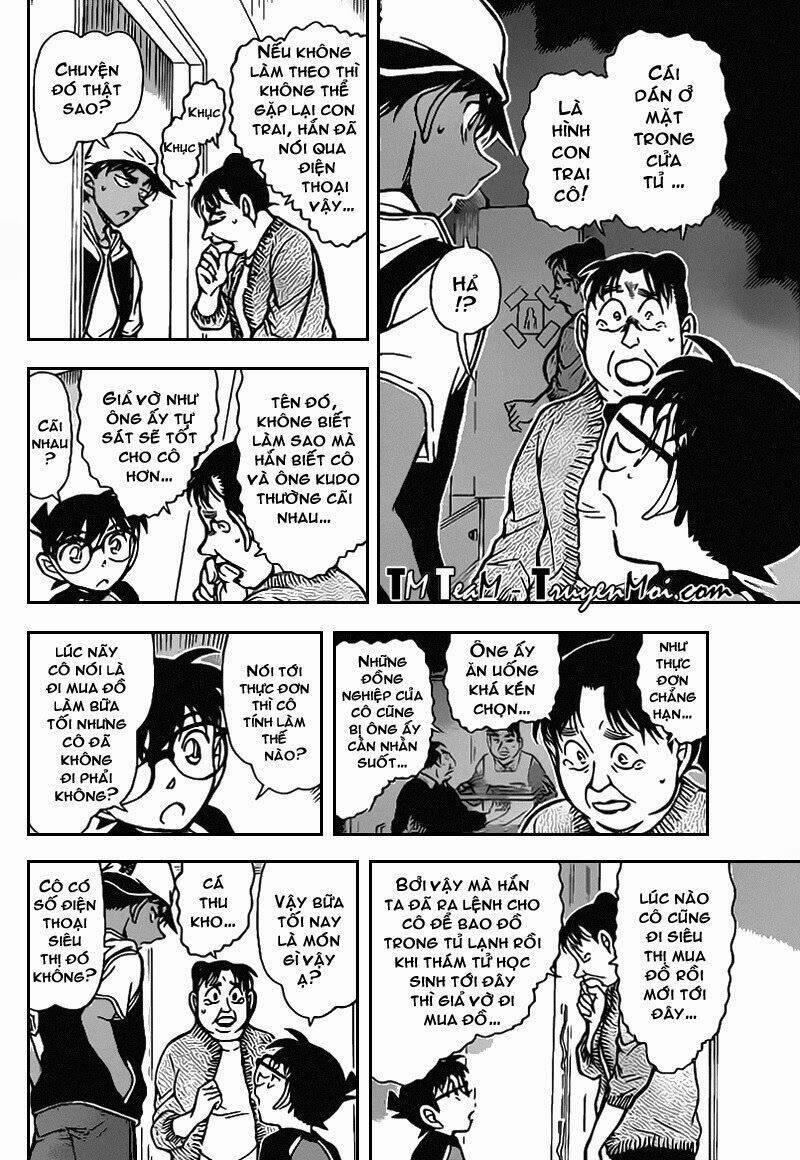 CÁI
DÁN Ở
MẶT
TRONG
CỬA
TỦ ...
LÀ
HÌNH
CON
TRAI
CÔ!
HẢ
!?
NẾU KHÔNG
LÀM THEO THÌ
KHÔNG THỂ
GẶP LẠI CON
TRAI, HẮN ĐÃ
NÓI QUA
ĐIỆN
THOẠI
VẬY...
KHỤC
KHỤC
CHUYỆN
ĐÓ THẬT
SAO?
TÊN ĐÓ,
KHÔNG BIẾT
LÀM SAO MÀ
HẮN BIẾT CÔ
VÀ ÔNG KUDO
THƯỜNG CÃI
NHAU...
GIẢ VỜ NHƯ
ÔNG ẤY TỰ
SÁT SẼ TỐT
CHO CÔ
HƠN...
CÃI
NHAU
?
TM TEAM - TRUYENMOI.COM
NHƯ
THỰC
ĐƠN
CHẲNG
HẠN...
ÔNG ẤY
ĂN UỐNG
KHÁ KÉN
CHỌN...
NHỮNG
ĐỒNG
NGHIỆP CỦA
CÔ CŨNG
BỊ ÔNG ẤY
CẰN NHẰN
SUỐT...
NÓI TỚI
THỰC ĐƠN
THÌ CÔ
TÍNH LÀM
THẾ
NÀO?
LÚC NÃY
CÔ NÓI LÀ
ĐI MUA ĐỒ
LÀM BỮA
TỐI NHƯNG
CÔ ĐÃ
KHÔNG
ĐI PHẢI
KHÔNG?
LÚC NÀO
CÔ CŨNG
ĐI SIÊU
THỊ MUA
ĐỒ RỒI
MỚI TỚI
ĐÂY...
BỞI VẬY MÀ HẮN
TA ĐÃ RA LỆNH CHO
CÔ ĐỂ BAO ĐỒ
TRONG TỦ LẠNH RỒI
KHI THÁM TỬ HỌC
SINH TỚI ĐÂY
THÌ GIẢ VỜ ĐI
MUA ĐỒ...
VẬY BỮA
TỐI NAY
LÀ MÓN
GÌ VẬY
Ạ?
CÁ
THU
KHO...
CÔ CÓ
SỐ ĐIỆN
THOẠI
SIÊU
THỊ ĐÓ
KHÔNG?